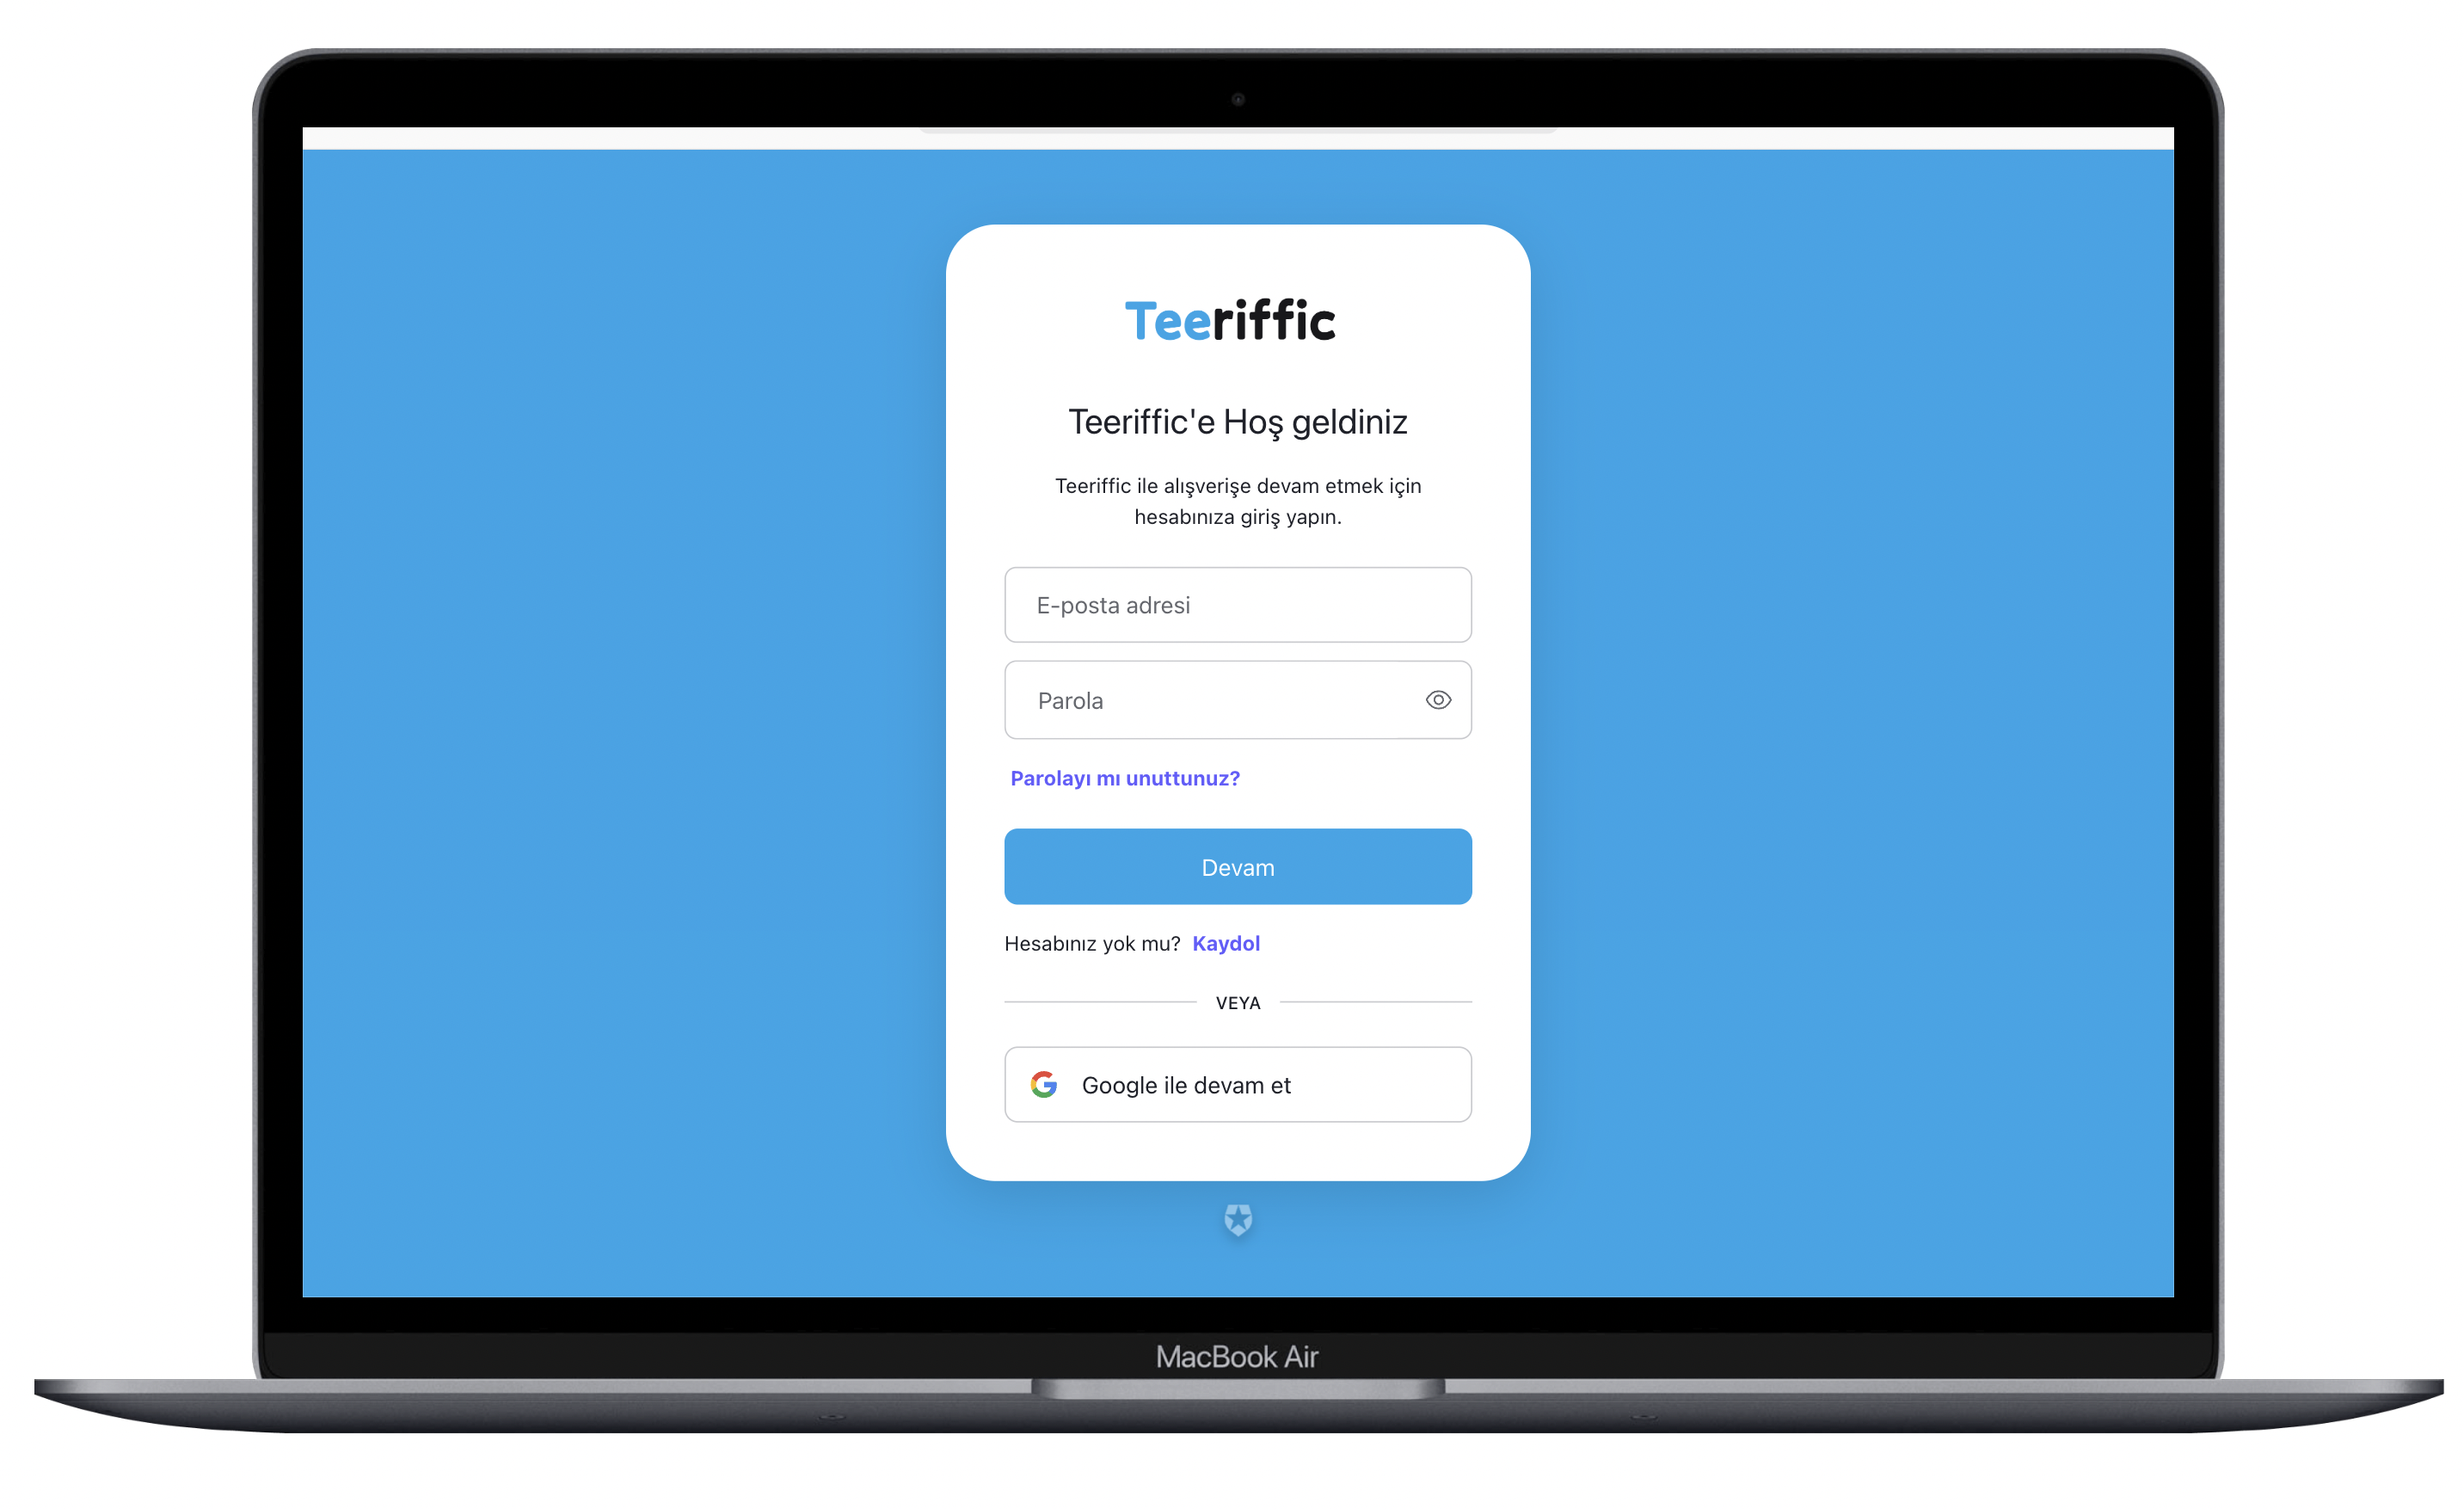 Teeriffic
Teeriffic'e Hoş geldiniz
Teeriffic ile alışverişe devam etmek için
hesabınıza giriş yapın.
E-posta adresi
Parola
Parolayı mı unuttunuz?
Devam
Hesabınız yok mu? Kaydol
VEYA
Google ile devam et
MacBook Air